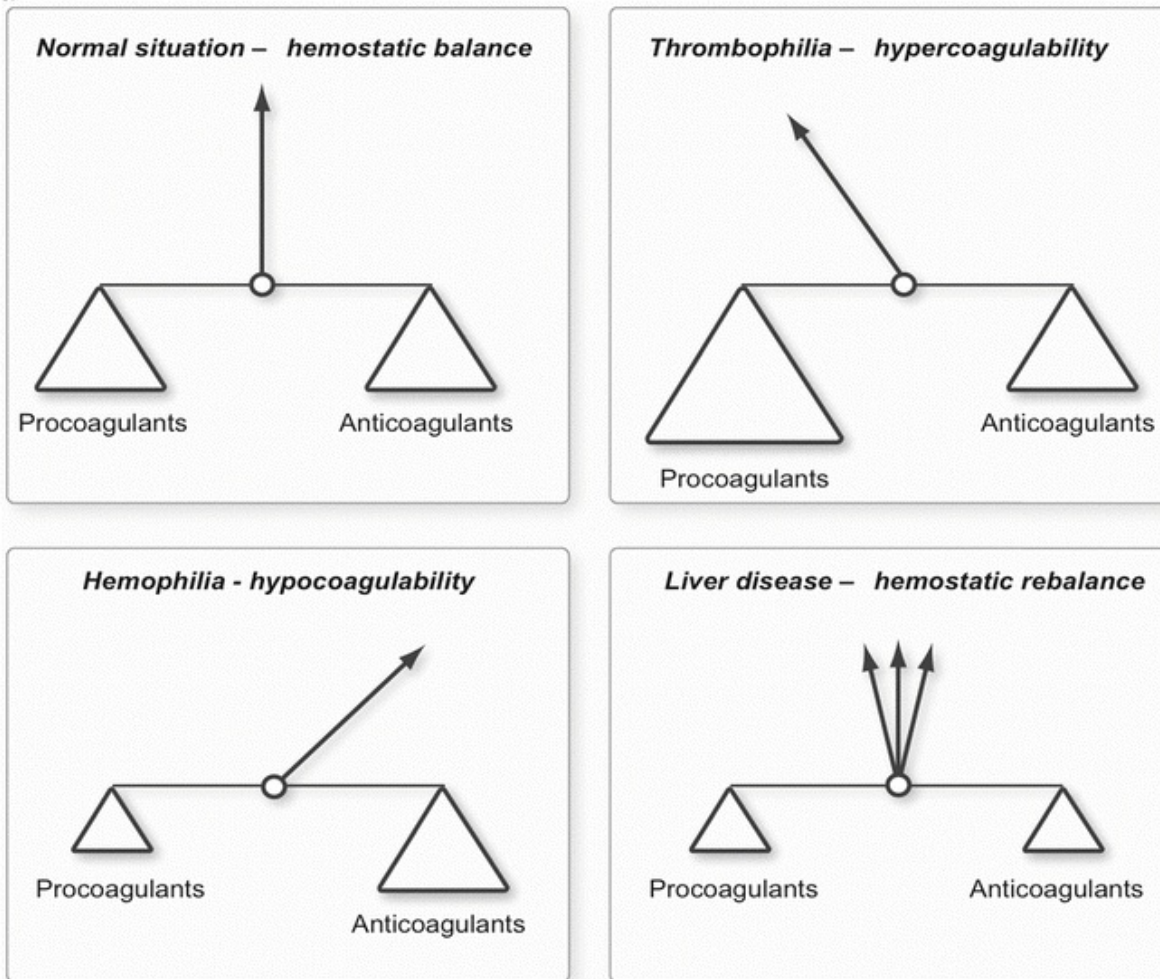 Normal situation – hemostatic balance
Procoagulants
Anticoagulants
Thrombophilia – hypercoagulability
Anticoagulants
Procoagulants
Hemophilia - hypocoagulability
Procoagulants
Anticoagulants
Liver disease – hemostatic rebalance
Procoagulants
Anticoagulants